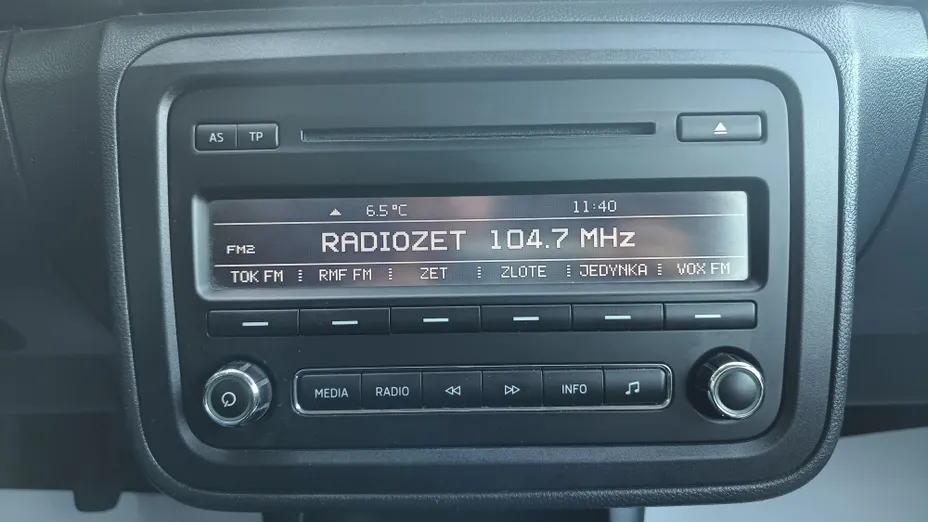 AS TP
6.5°C 11:40
FM2 RADIOZET 104.7 MHz
TOK FM RMF FM ZET ZLOTE JEDYNKA VOX FM
MEDIA RADIO INFO